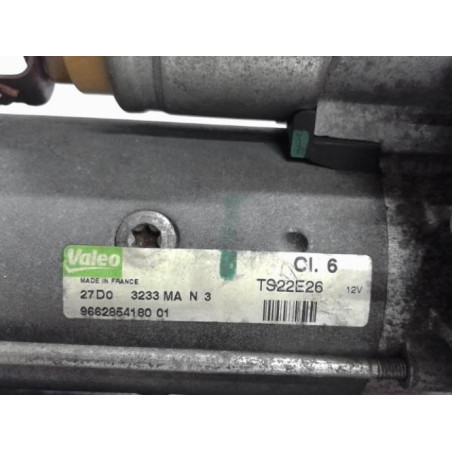 Valeo
Cl. 6
MADE IN FRANCE
TS22E26 12V
27D0 3233 MA N 3
9662854180 01